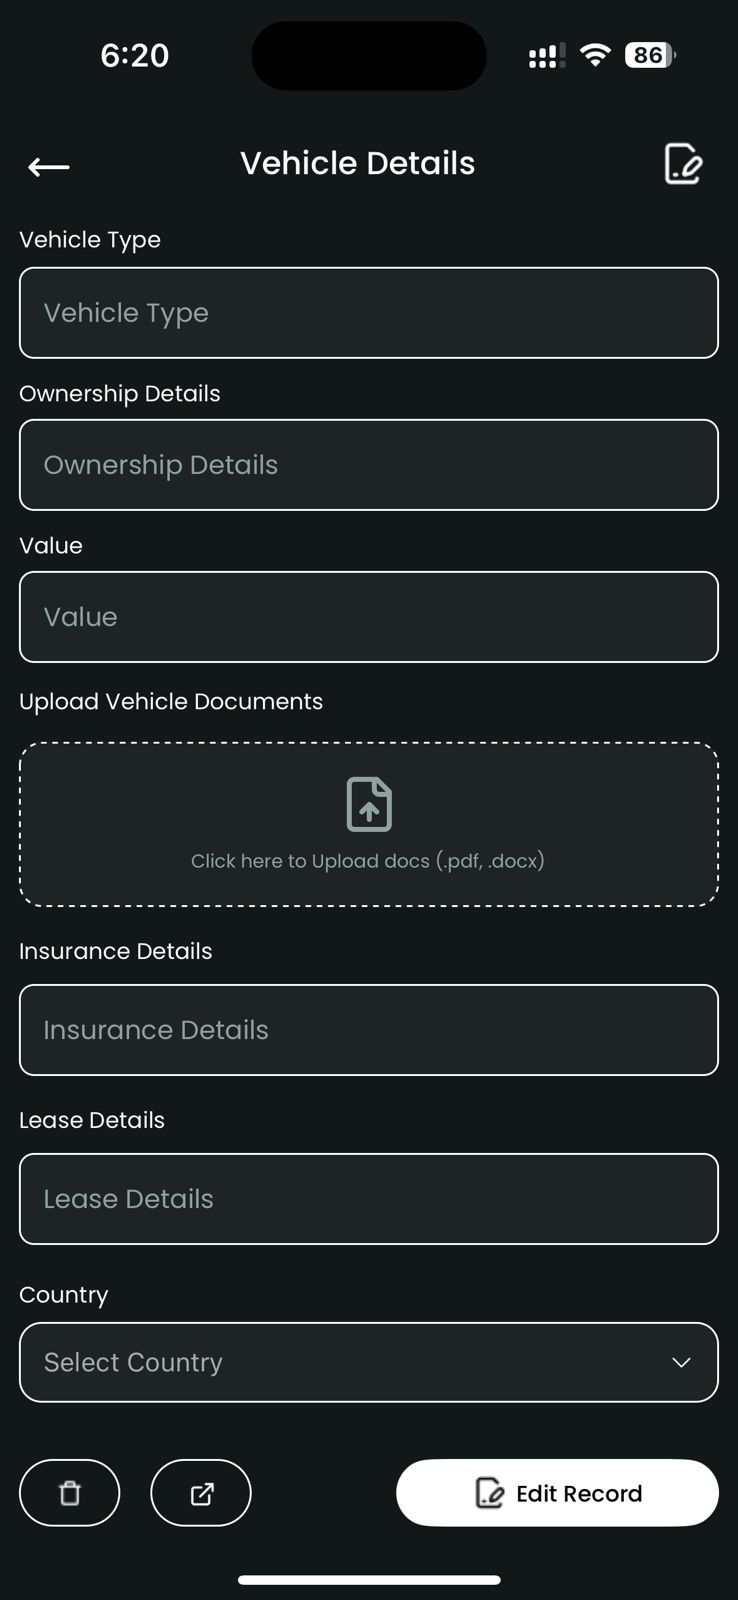 6:20
86
Vehicle Details
Vehicle Type
Vehicle Type
Ownership Details
Ownership Details
Value
Value
Upload Vehicle Documents
Click here to Upload docs (.pdf, .docx)
Insurance Details
Insurance Details
Lease Details
Lease Details
Country
Select Country
Edit Record